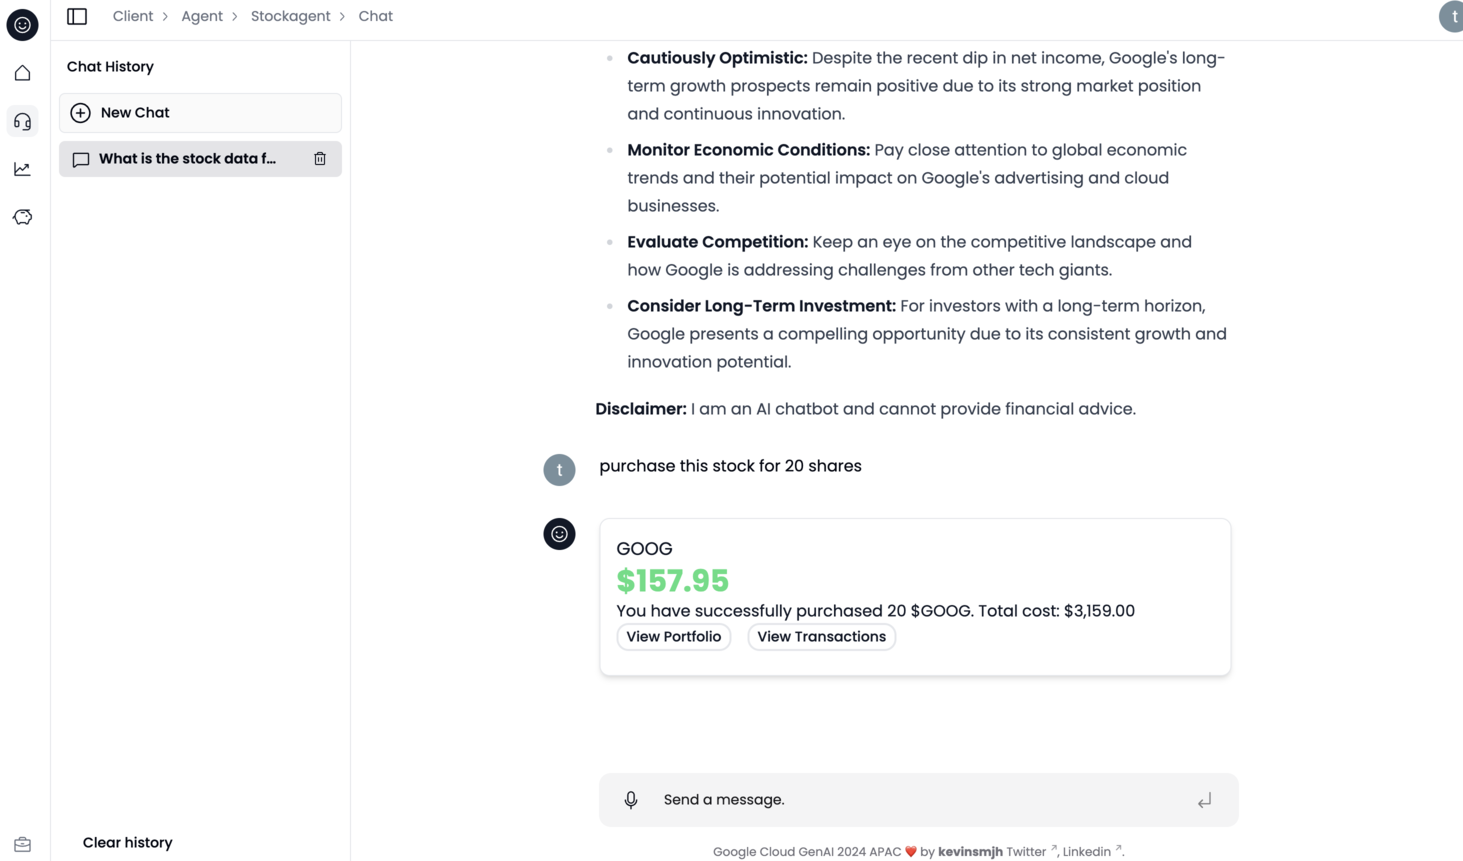 Client > Agent > Stockagent > Chat
t
Chat History
New Chat
What is the stock data f...
Clear history
Cautiously Optimistic: Despite the recent dip in net income, Google's long-
term growth prospects remain positive due to its strong market position
and continuous innovation.
Monitor Economic Conditions: Pay close attention to global economic
trends and their potential impact on Google's advertising and cloud
businesses.
Evaluate Competition: Keep an eye on the competitive landscape and
how Google is addressing challenges from other tech giants.
Consider Long-Term Investment: For investors with a long-term horizon,
Google presents a compelling opportunity due to its consistent growth and
innovation potential.
Disclaimer: I am an AI chatbot and cannot provide financial advice.
t
purchase this stock for 20 shares
GOOG
$157.95
You have successfully purchased 20 $GOOG. Total cost: $3,159.00
View Portfolio View Transactions
Send a message.
Google Cloud GenAI 2024 APAC ❤️ by kevinsmjh Twitter ↗, Linkedin ↗.